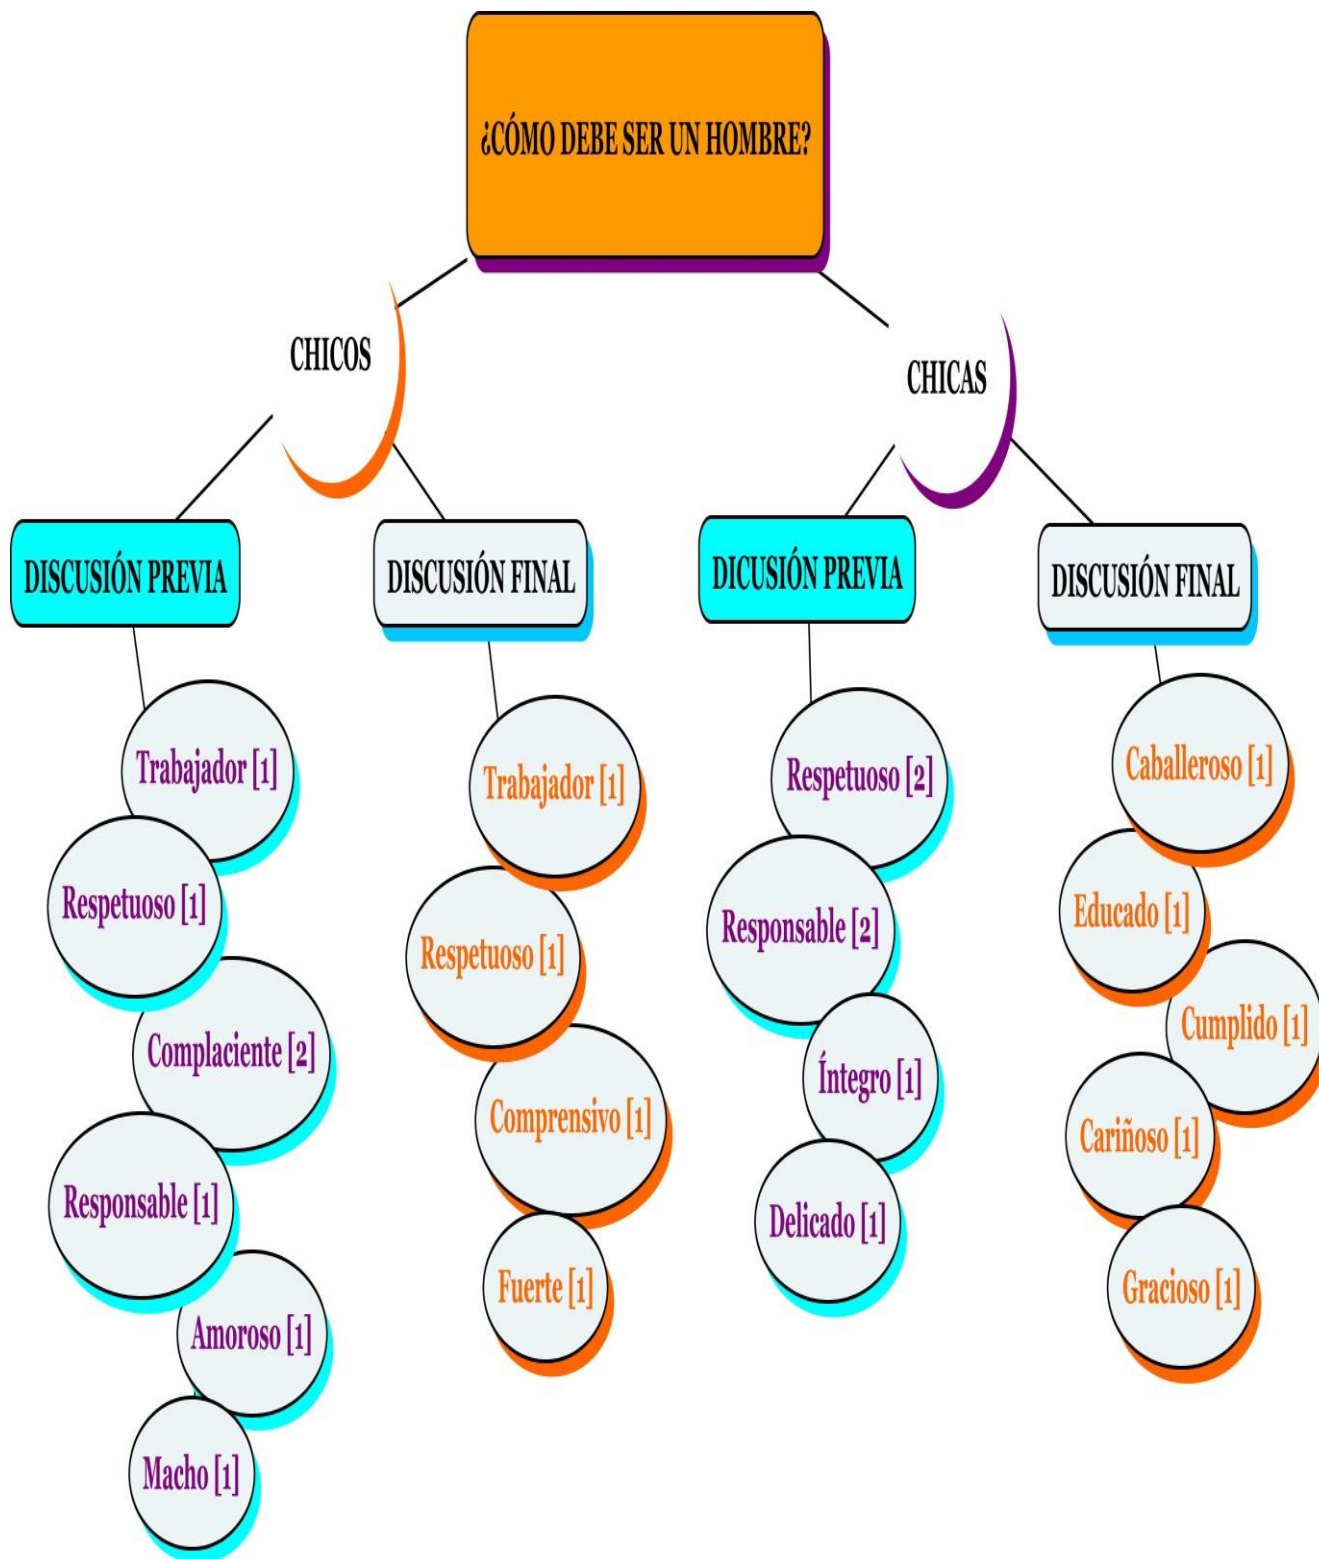 ¿CÓMO DEBE SER UN HOMBRE?
CHICOS
CHICAS
DISCUSIÓN PREVIA
DISCUSIÓN FINAL
DICUSIÓN PREVIA
DISCUSIÓN FINAL
Trabajador [1]
Respetuoso [1]
Complaciente [2]
Responsable [1]
Amoroso [1]
Macho [1]
Trabajador [1]
Respetuoso [1]
Comprensivo [1]
Fuerte [1]
Respetuoso [2]
Responsable [2]
Íntegro [1]
Delicado [1]
Caballeroso [1]
Educado [1]
Cumplido [1]
Cariñoso [1]
Gracioso [1]